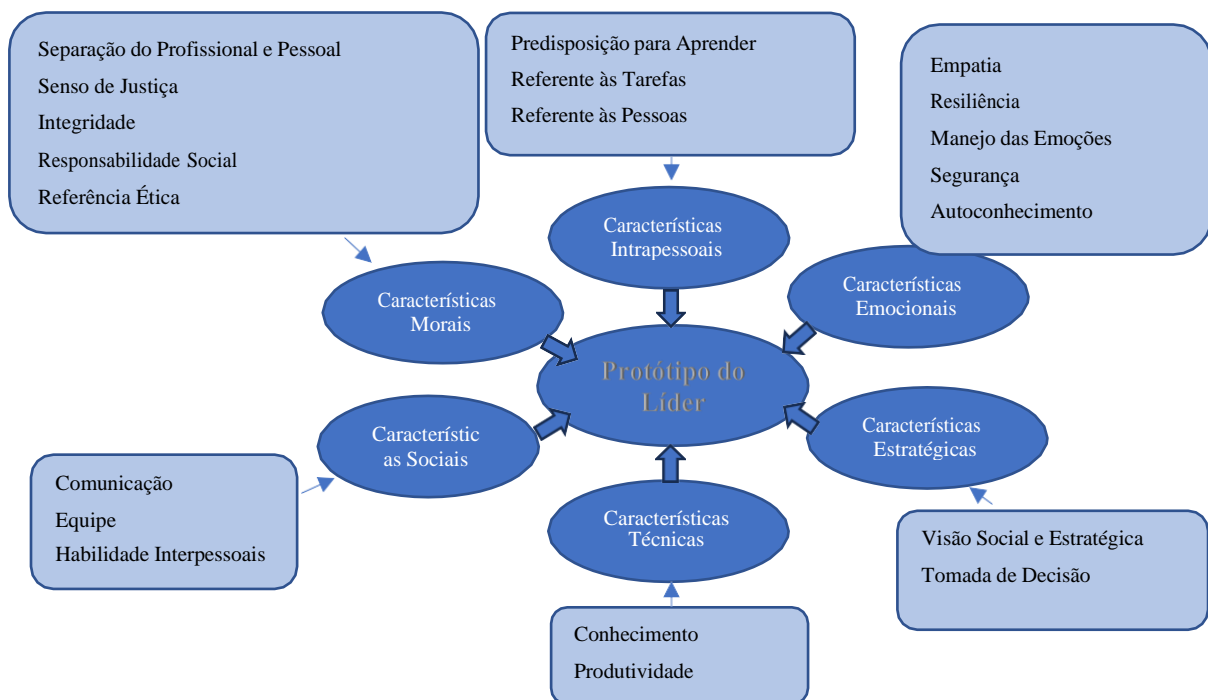 Separação do Profissional e Pessoal
Senso de Justiça
Integridade
Responsabilidade Social
Referência Ética
Predisposição para Aprender
Referente às Tarefas
Referente às Pessoas
Empatia
Resiliência
Manejo das Emoções
Segurança
Autoconhecimento
Características
Intrapessoais
Características
Morais
Características
Emocionais
Protótipo do
Líder
Característic
as Sociais
Características
Estratégicas
Características
Técnicas
Comunicação
Equipe
Habilidade Interpessoais
Visão Social e Estratégica
Tomada de Decisão
Conhecimento
Produtividade